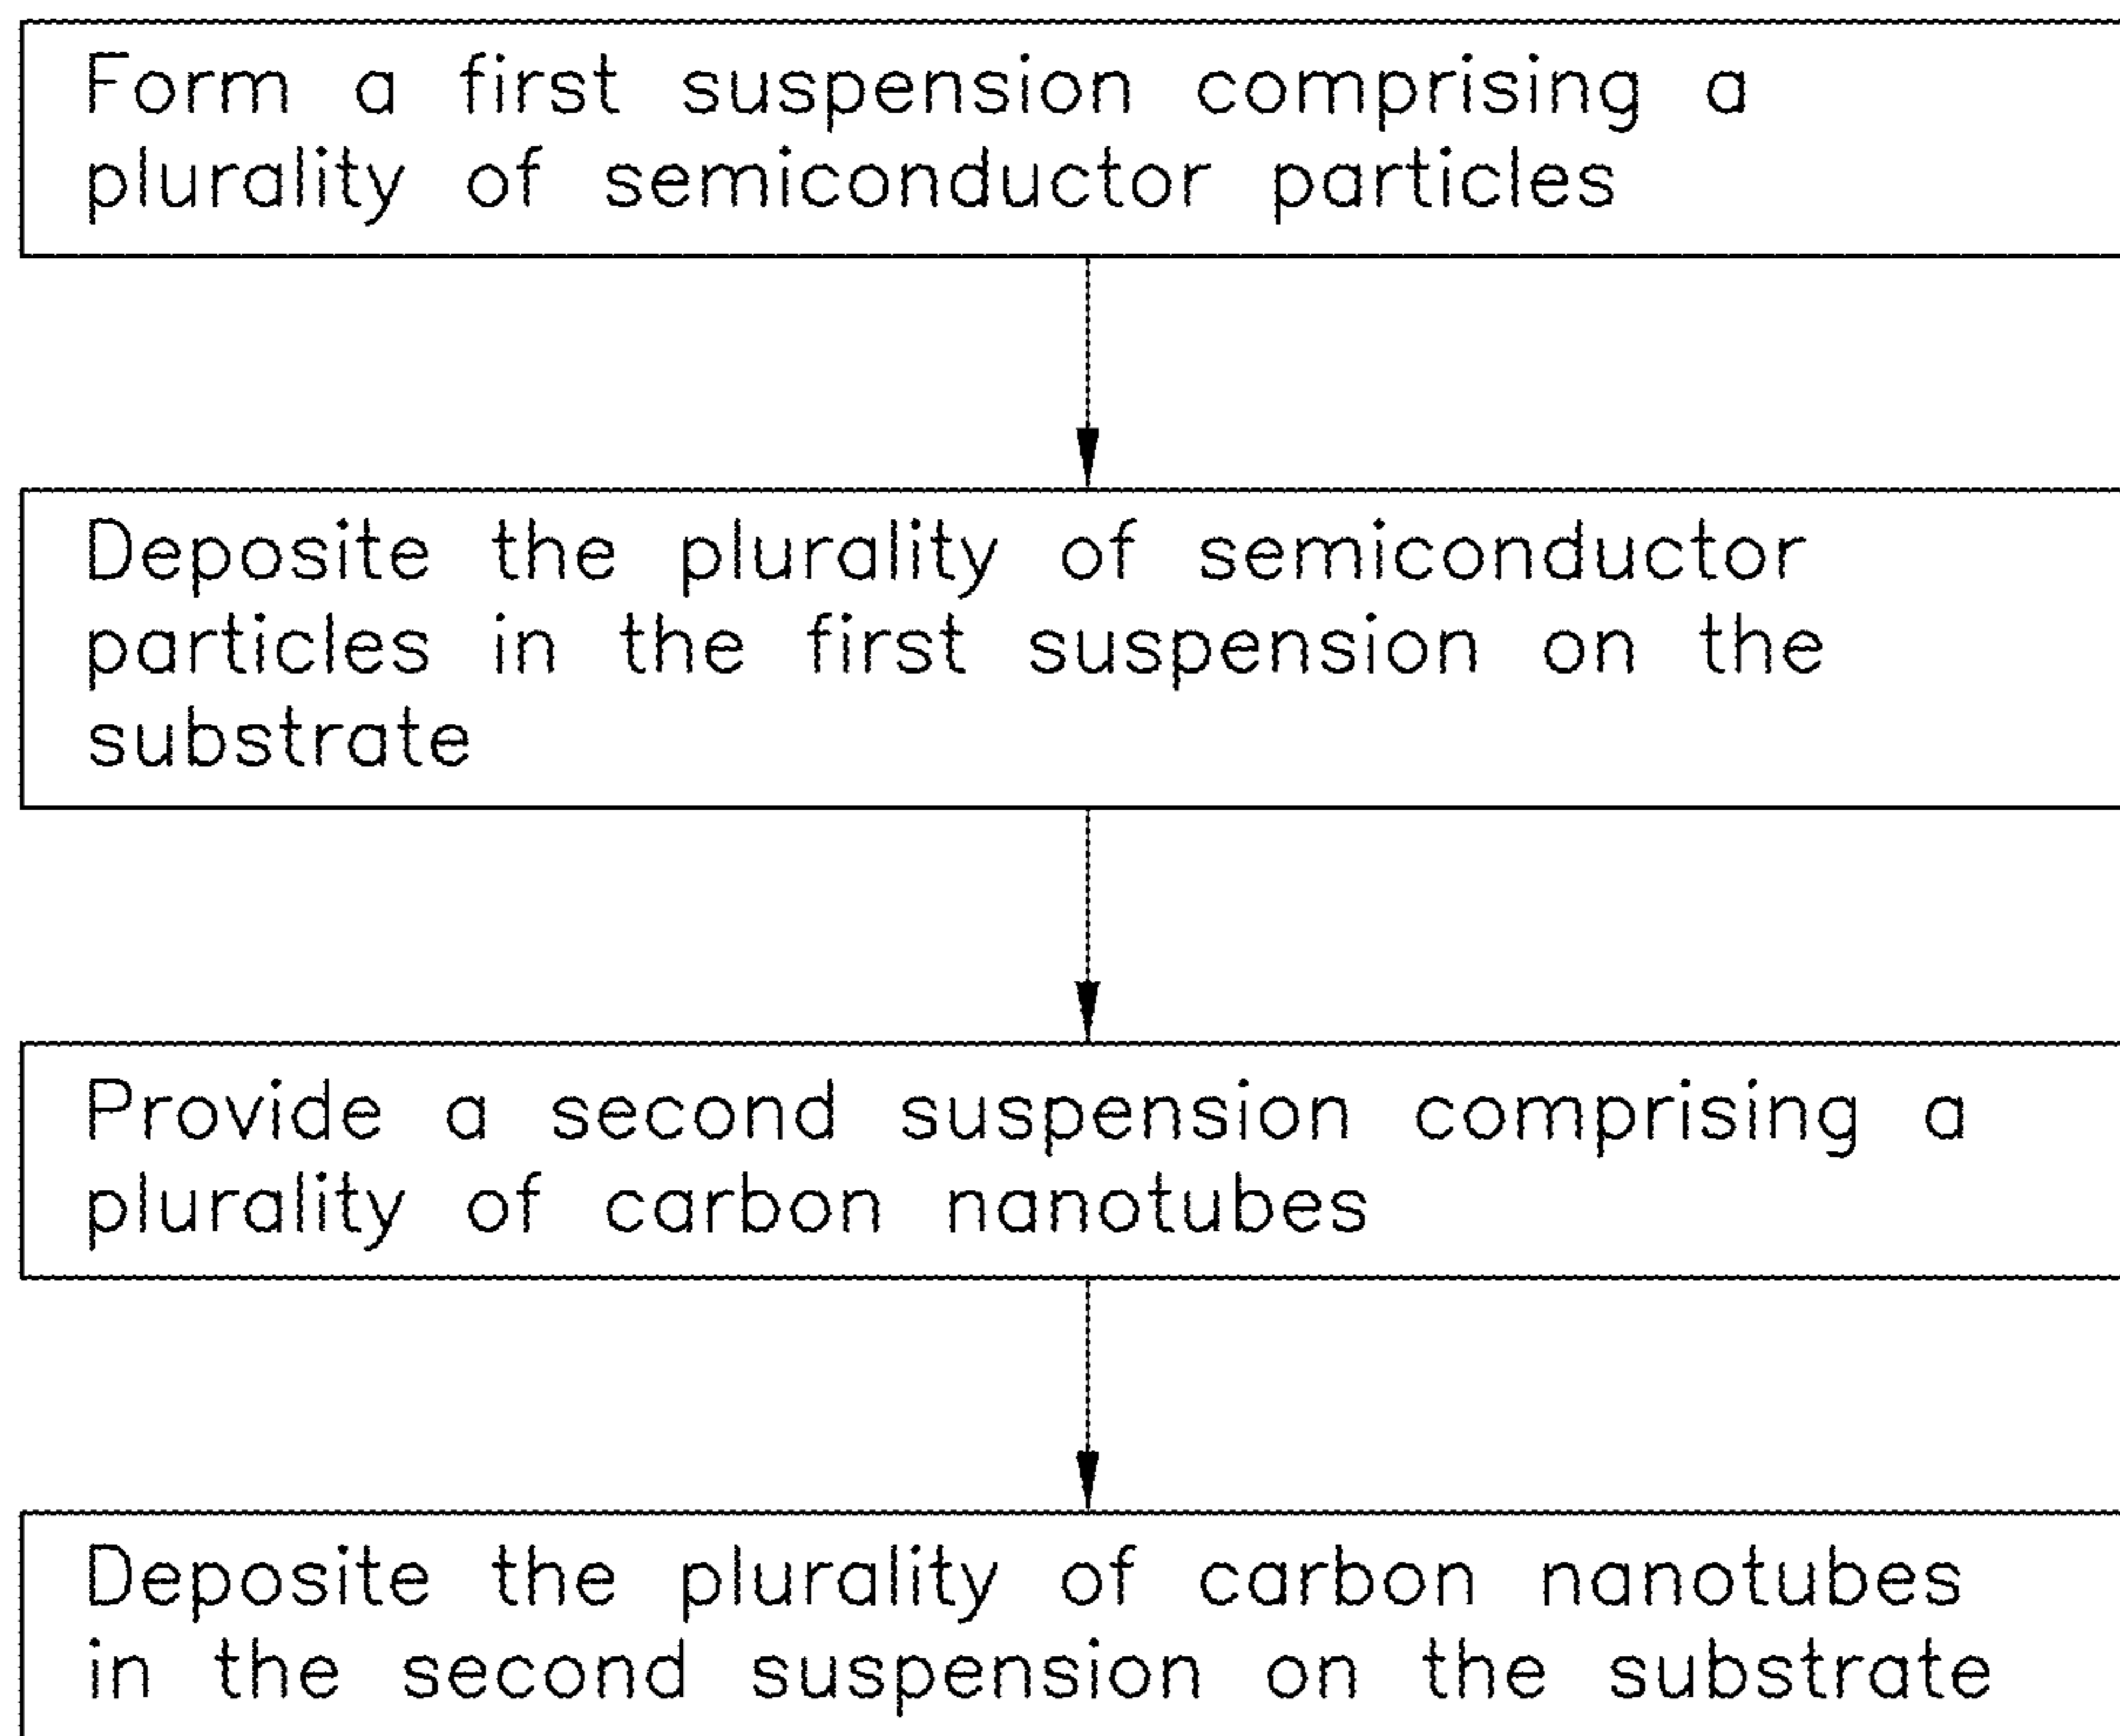 Form a first suspension comprising a
plurality of semiconductor particles
Deposite the plurality of semiconductor
particles in the first suspension on the
substrate
Provide a second suspension comprising a
plurality of carbon nanotubes
Deposite the plurality of carbon nanotubes
in the second suspension on the substrate